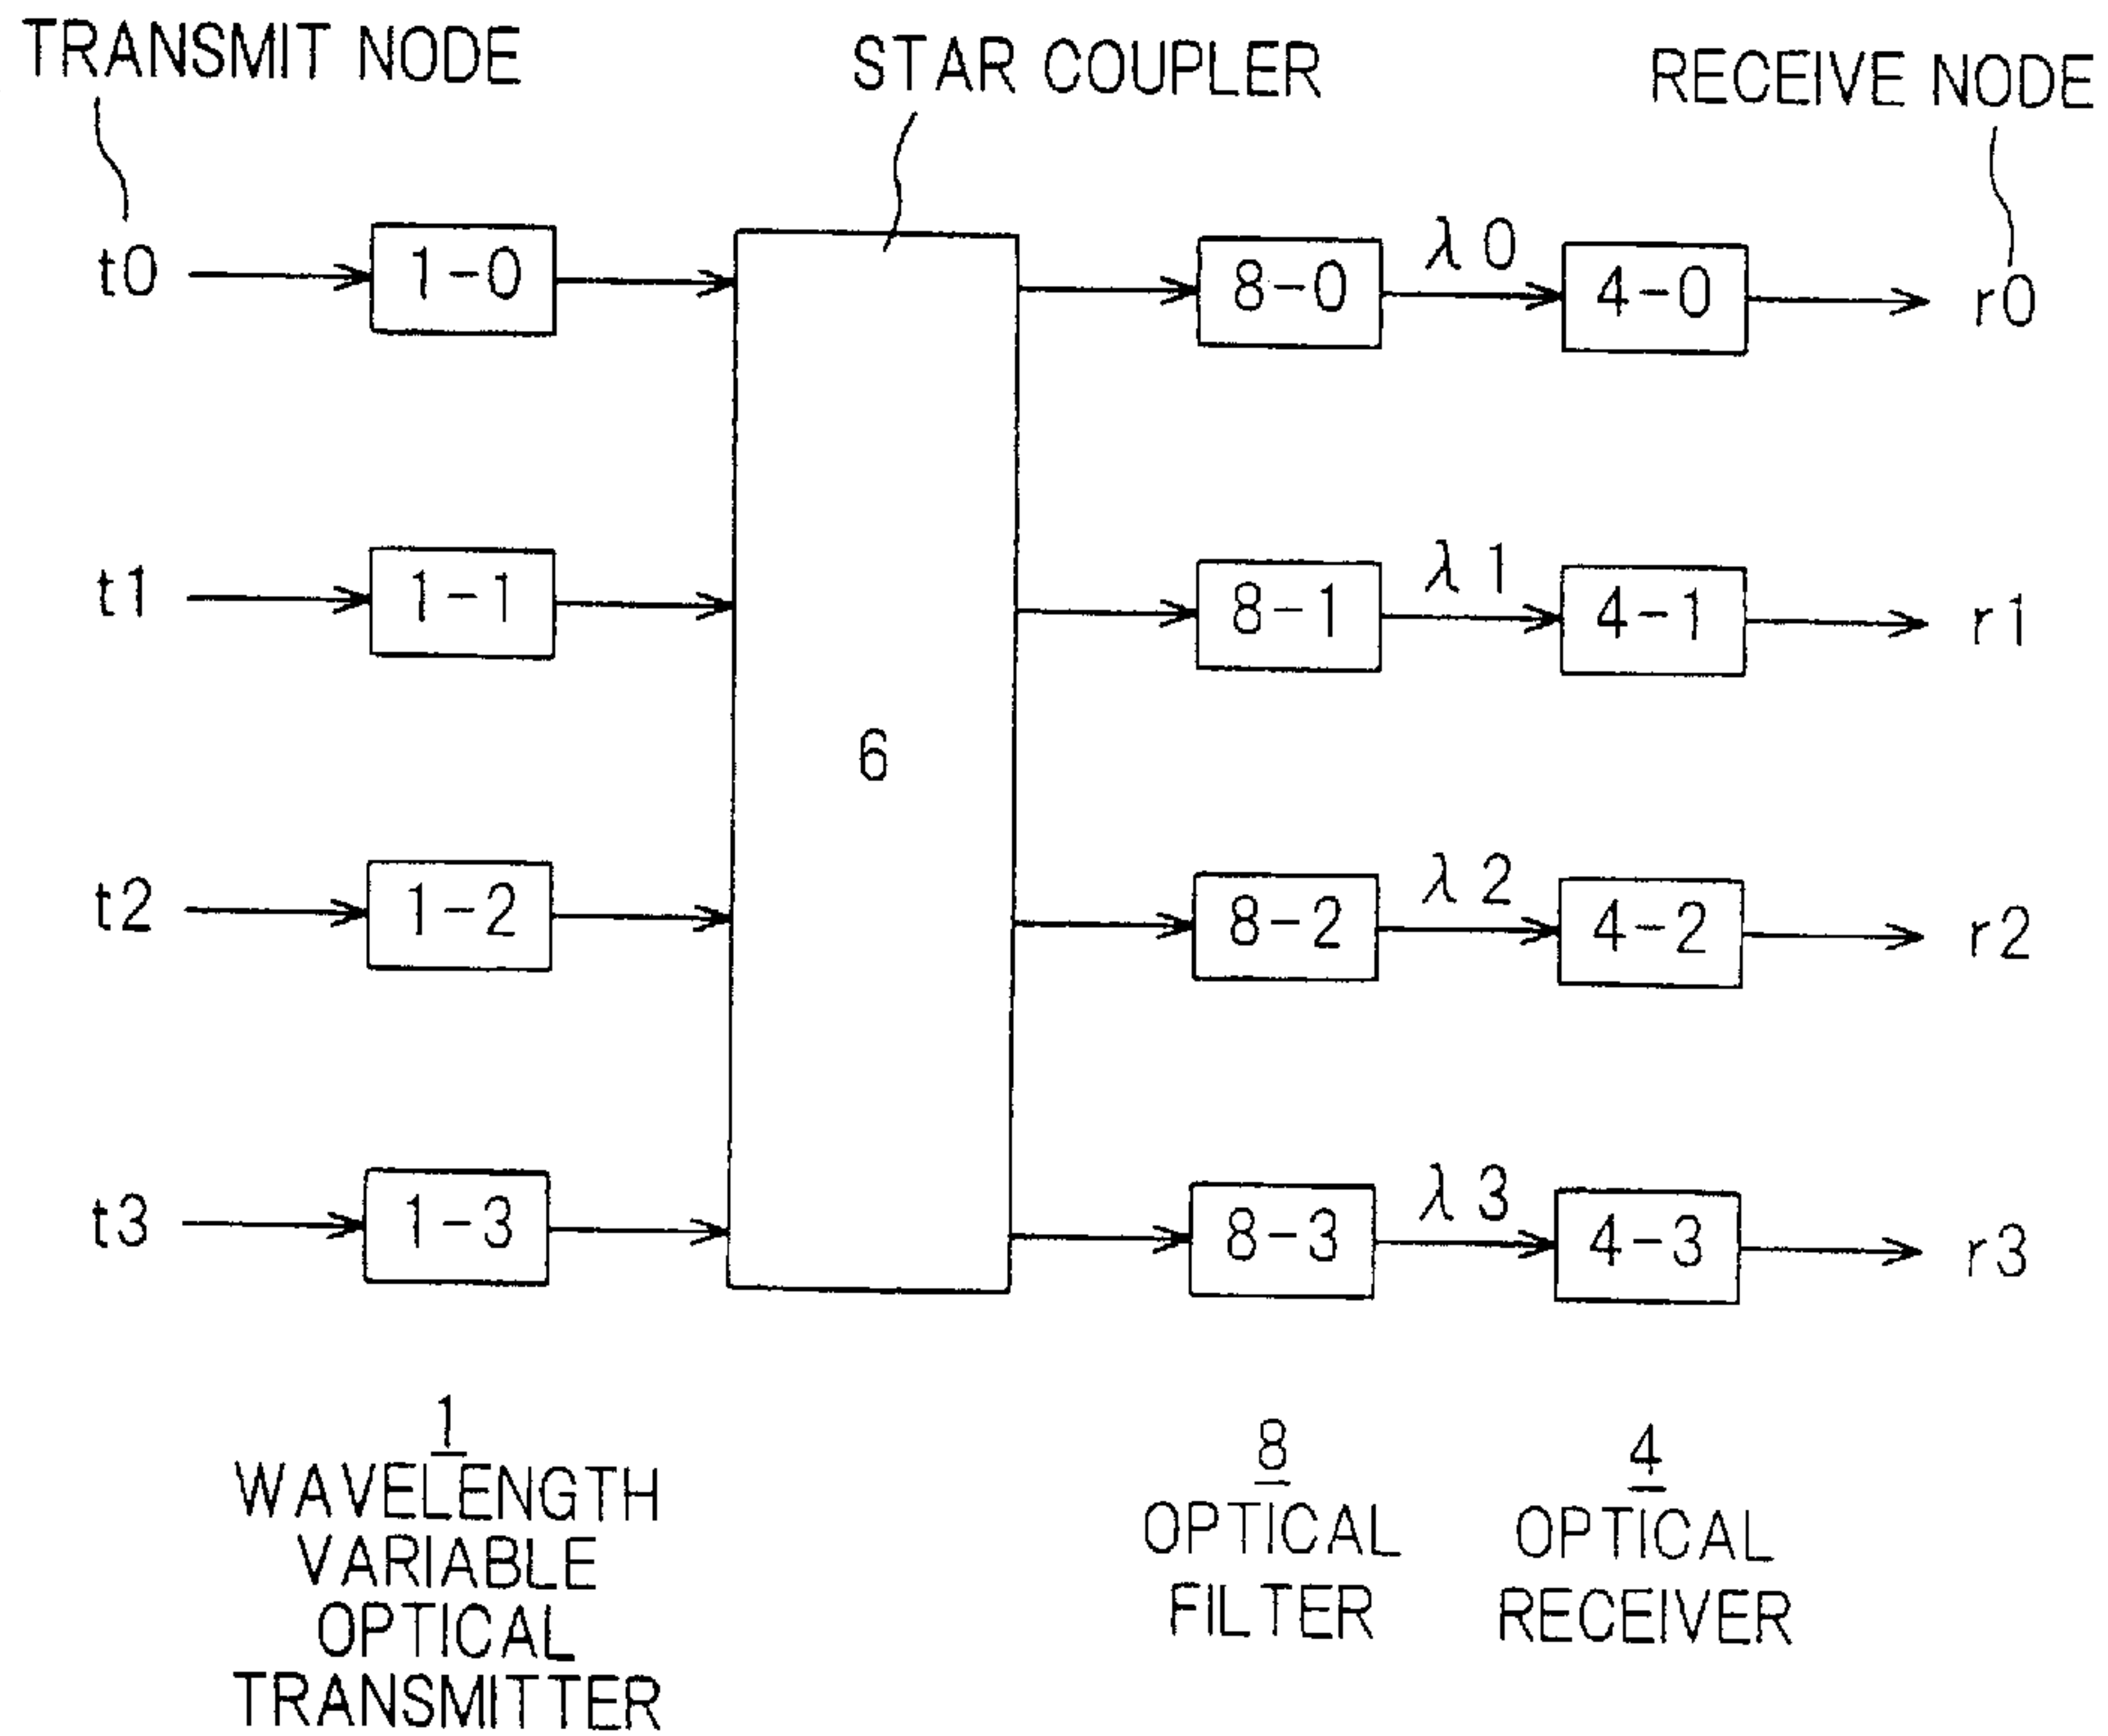 TRANSMIT NODE
STAR COUPLER
RECEIVE NODE
t0 1-0 8-0 λ0 4-0 r0
t1 1-1 8-1 λ1 4-1 r1
6
t2 1-2 8-2 λ2 4-2 r2
t3 1-3 8-3 λ3 4-3 r3
1
WAVELENGTH
VARIABLE
OPTICAL
TRANSMITTER
8
OPTICAL
FILTER
4
OPTICAL
RECEIVER